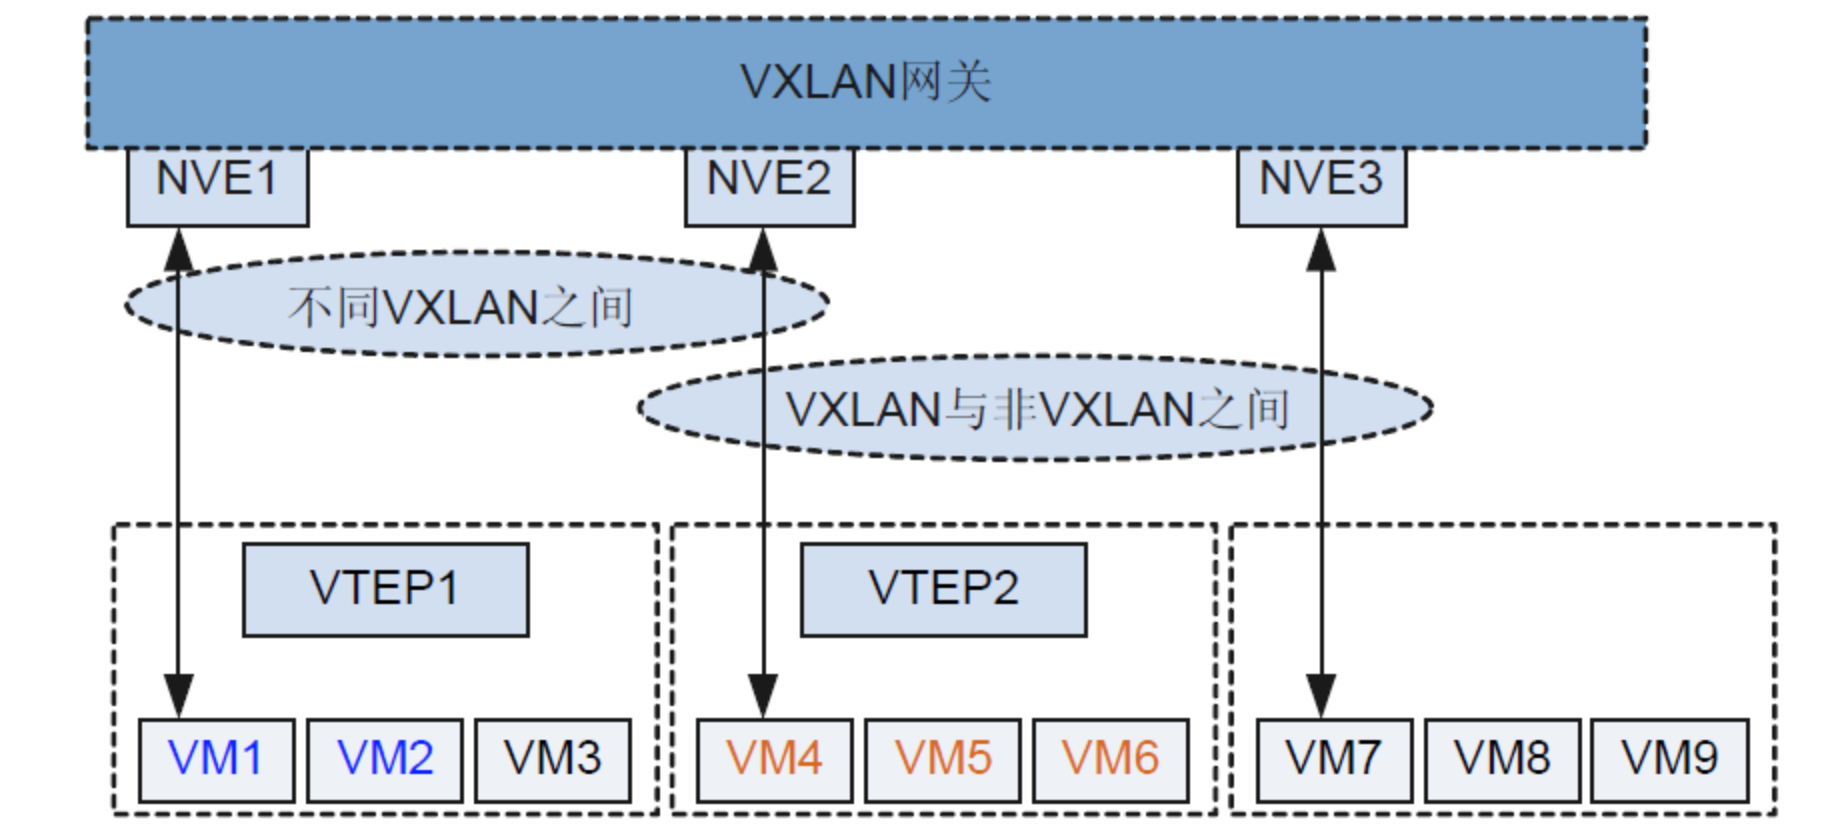 VXLAN网关
NVE1
NVE2
NVE3
不同VXLAN之间
VXLAN与非VXLAN之间
VTEP1
VTEP2
VM1
VM2
VM3
VM4
VM5
VM6
VM7
VM8
VM9